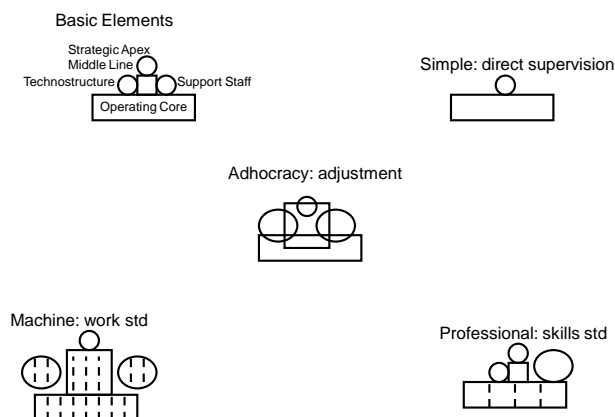 Basic Elements
Strategic Apex
Middle Line
Technostructure
Support Staff
Operating Core
Simple: direct supervision
Adhocracy: adjustment
Machine: work std
Professional: skills std